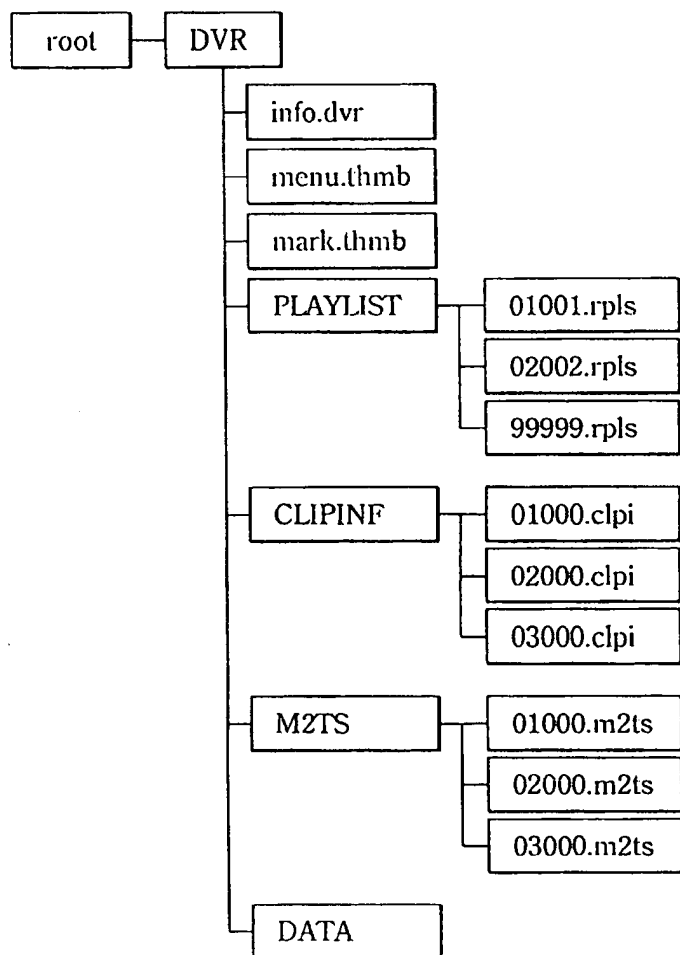 root DVR
info.dvr
menu.thmb
mark.thmb
PLAYLIST 01001.rpls
02002.rpls
99999.rpls
CLIPINF 01000.clpi
02000.clpi
03000.clpi
M2TS 01000.m2ts
02000.m2ts
03000.m2ts
DATA